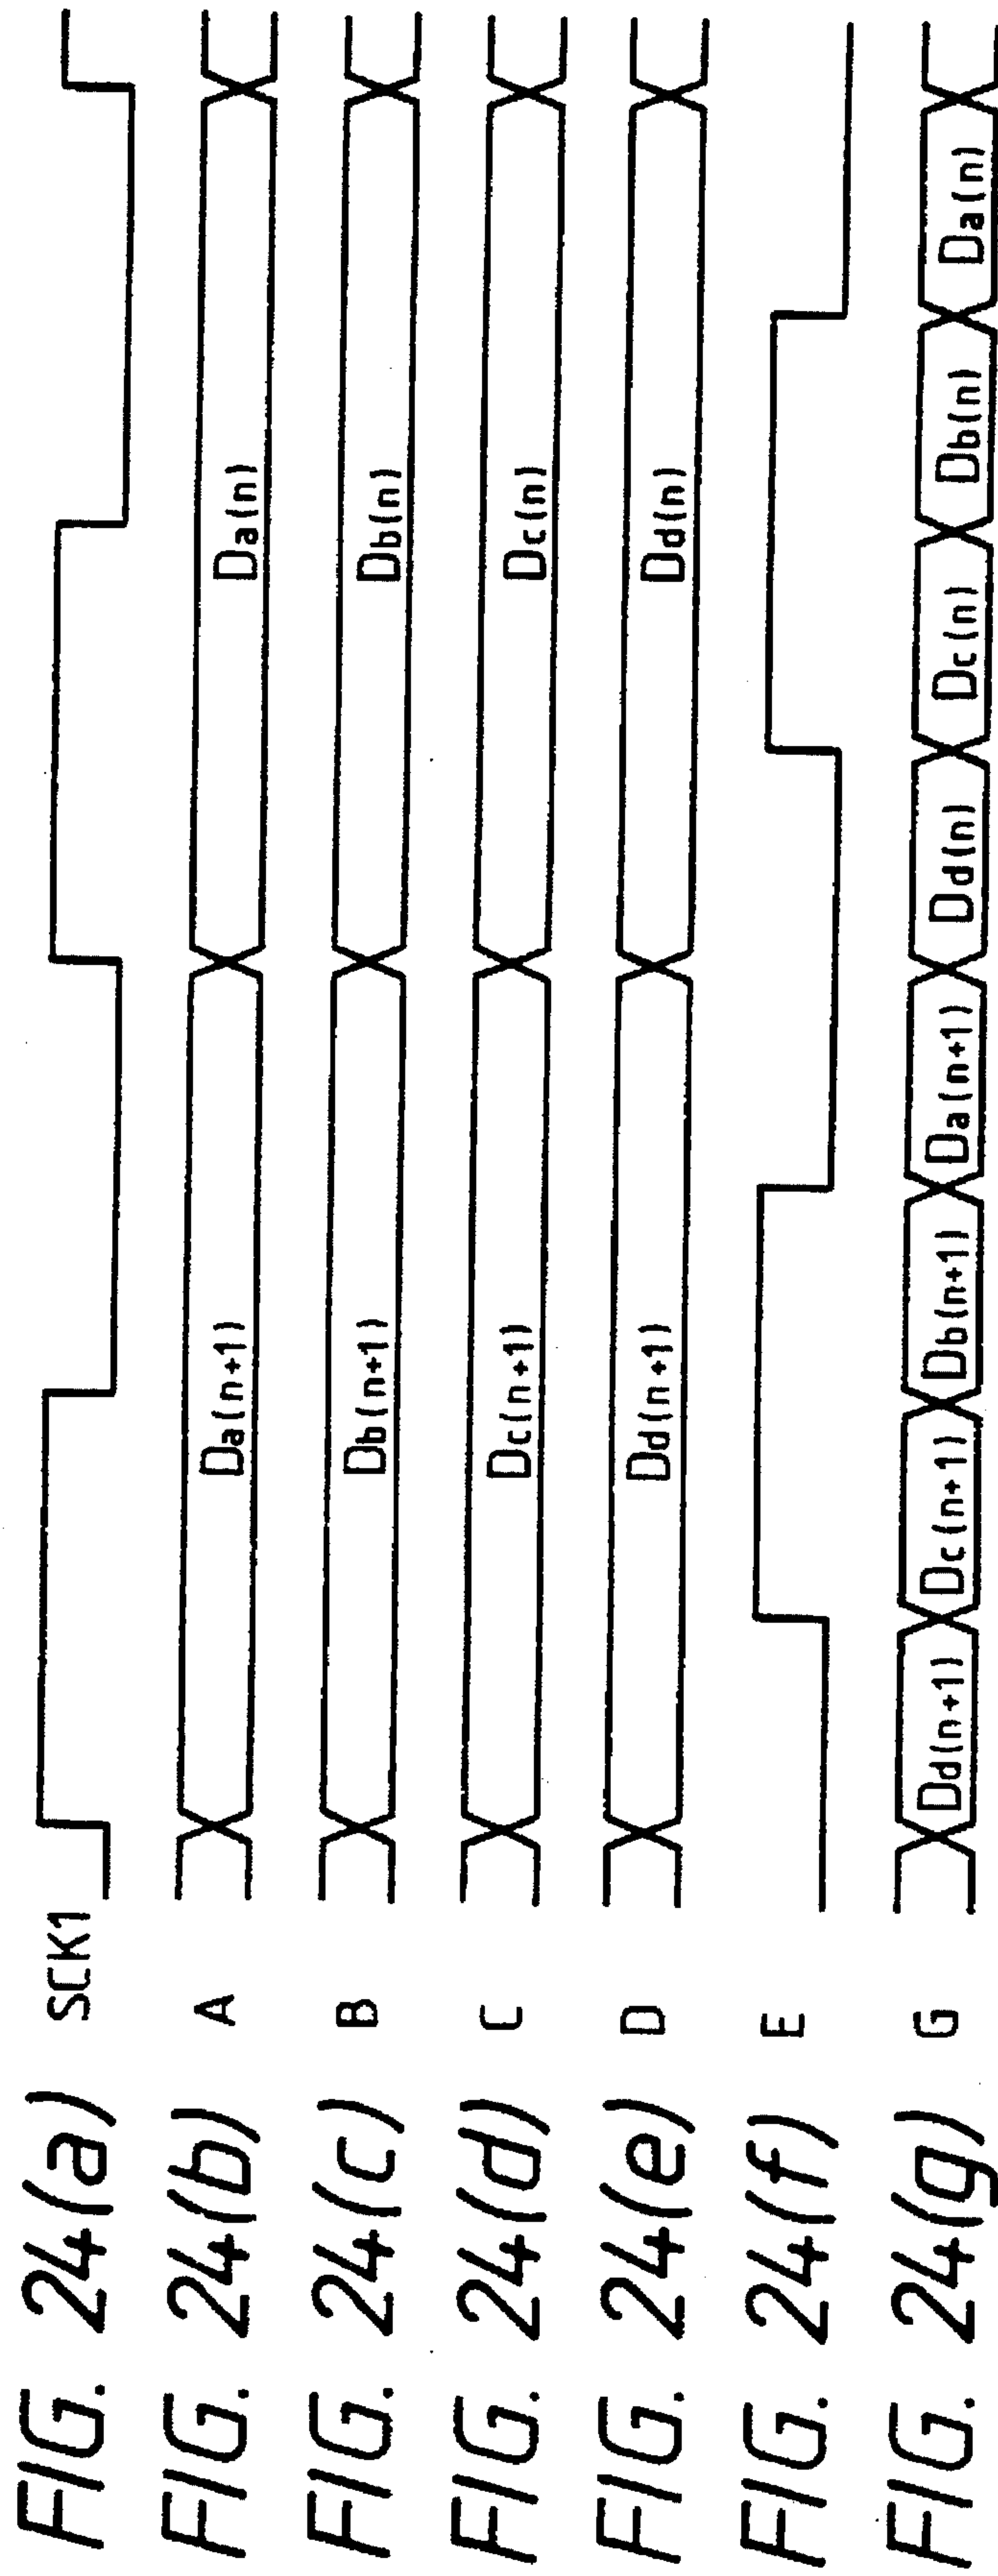 FIG. 24(a) SCK1
FIG. 24(b) A Da(n+1) Da(n)
FIG. 24(c) B Db(n+1) Db(n)
FIG. 24(d) C Dc(n+1) Dc(n)
FIG. 24(e) D Dd(n+1) Dd(n)
FIG. 24(f) E
FIG. 24(g) G Dd(n+1) Dc(n+1) Db(n+1) Da(n+1) Dd(n) Dc(n) Db(n) Da(n)